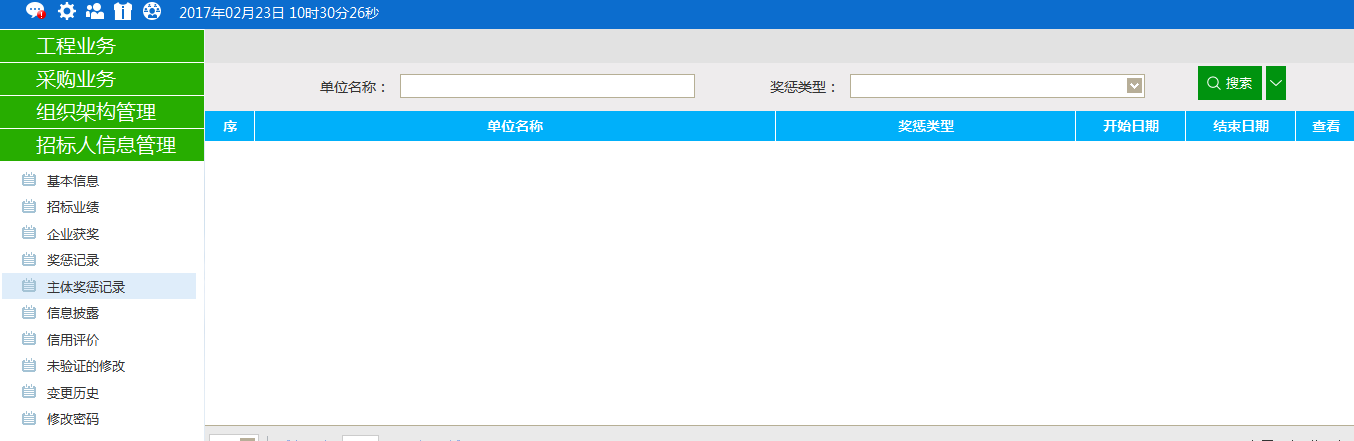 2017年02月23日 10时30分26秒
工程业务
采购业务
组织架构管理
招标人信息管理
基本信息
招标业绩
企业获奖
奖惩记录
主体奖惩记录
信息披露
信用评价
未验证的修改
变更历史
修改密码
单位名称： 奖惩类型： 搜索
序 单位名称 奖惩类型 开始日期 结束日期 查看